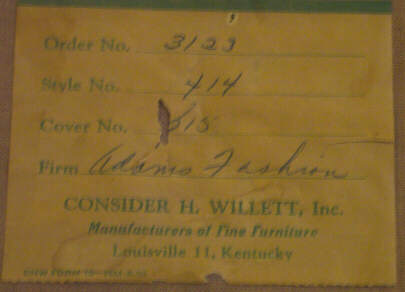 Order No. 3123
Style No. 414
Cover No. 315
Firm Adams Fashion
CONSIDER H. WILLETT, Inc.
Manufacturers of Fine Furniture
Louisville 11, Kentucky